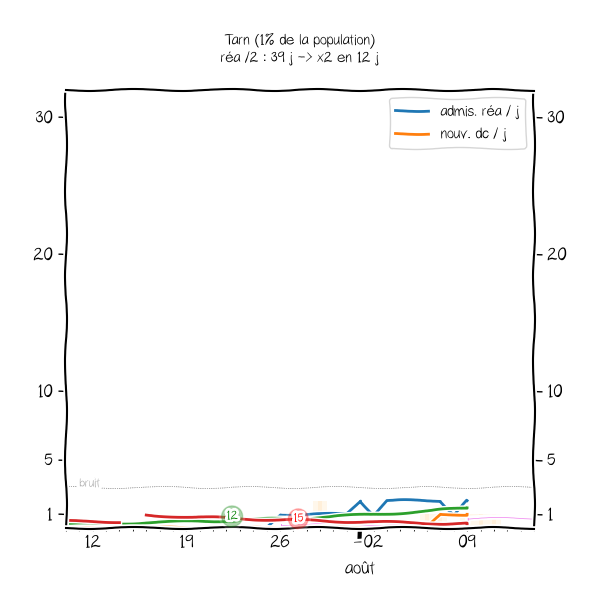 Tarn (1% de la population)
réa /2 : 39 j -> x2 en 12 j
admis. réa / j
nouv. dc / j
30
30
20
20
10
10
5
5
bruit
1
1
12
15
12
19
26
02
09
août